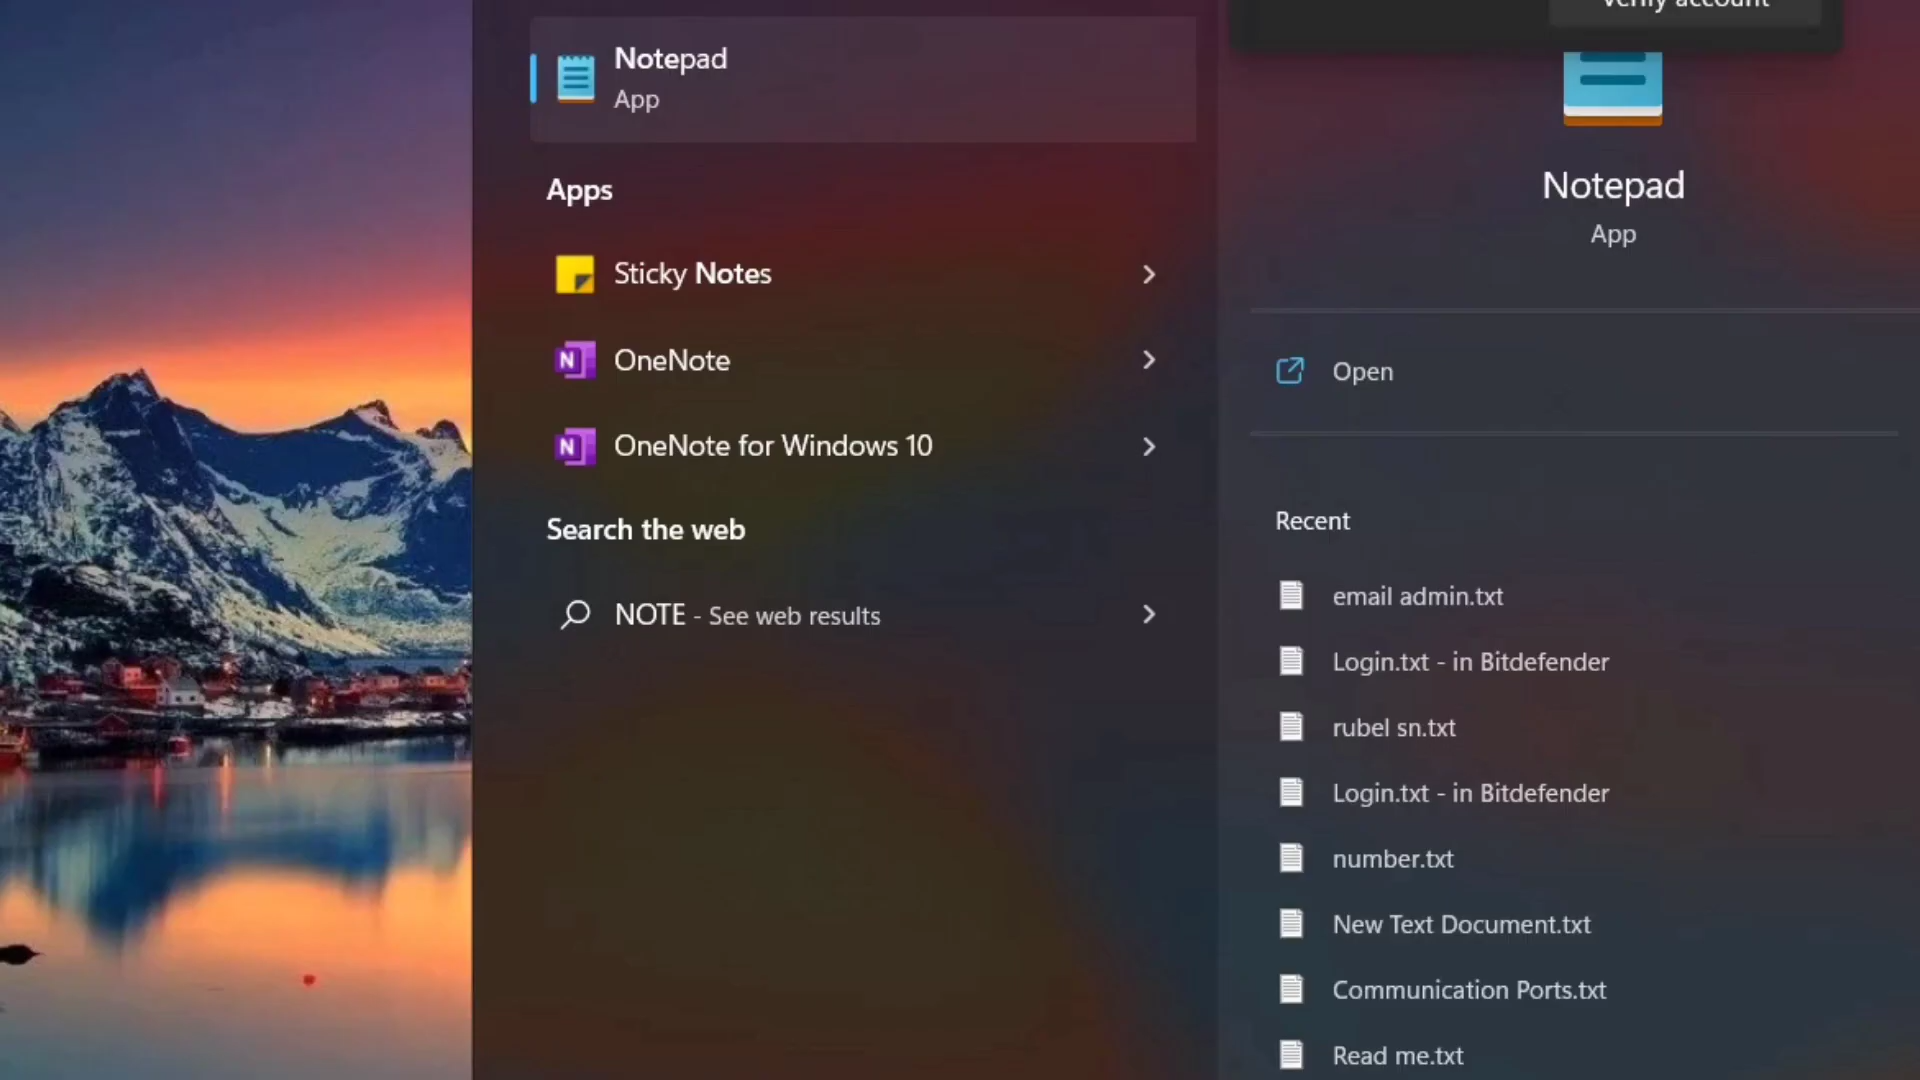 Verify account
Notepad
App
Apps
Sticky Notes
OneNote
OneNote for Windows 10
Search the web
NOTE - See web results
Notepad
App
Open
Recent
email admin.txt
Login.txt - in Bitdefender
rubel sn.txt
Login.txt - in Bitdefender
number.txt
New Text Document.txt
Communication Ports.txt
Read me.txt